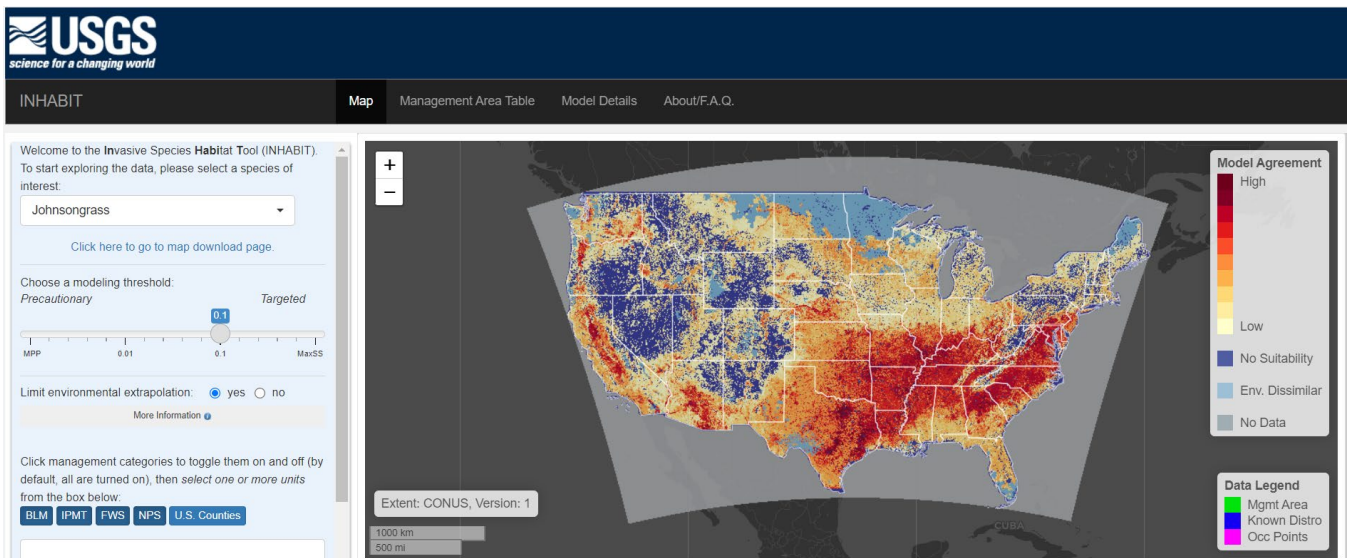 USGS
science for a changing world
INHABIT
Map
Management Area Table
Model Details
About/F.A.Q.
Welcome to the Invasive Species Habitat Tool (INHABIT).
To start exploring the data, please select a species of
interest:
Johnsongrass
Click here to go to map download page.
Choose a modeling threshold:
Precautionary
Targeted
0.1
MPP
0.01
0.1
MaxSS
Limit environmental extrapolation:
yes
no
More Information
Click management categories to toggle them on and off (by
default, all are turned on), then select one or more units
from the box below:
BLM
IPMT
FWS
NPS
U.S. Counties
+
−
Extent: CONUS, Version: 1
1000 km
500 mi
CUBA
Model Agreement
High
Low
No Suitability
Env. Dissimilar
No Data
Data Legend
Mgmt Area
Known Distro
Occ Points